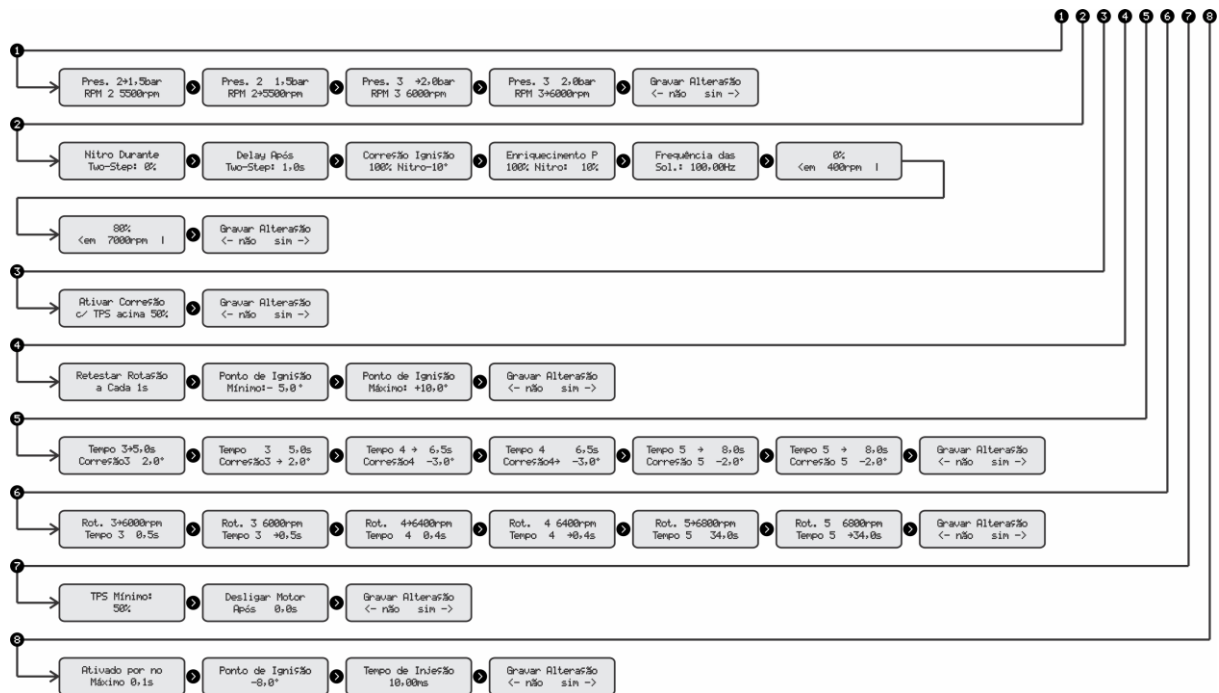 1 2 3 4 5 6 7 8
1
Pres. 2→1,5bar
RPM 2 5500rpm
Pres. 2 1,5bar
RPM 2→5500rpm
Pres. 3 →2,0bar
RPM 3 6000rpm
Pres. 3 2,0bar
RPM 3→6000rpm
Gravar Alteração
<- não sim ->
2
Nitro Durante
Two-Step: 0%
Delay Após
Two-Step: 1,0s
Correção Ignição
100% Nitro-10°
Enriquecimento P
100% Nitro: 10%
Frequência das
Sol.: 100,00Hz
0%
<em 400rpm |
80%
<em 7000rpm |
Gravar Alteração
<- não sim ->
3
Ativar Correção
c/ TPS acima 50%
Gravar Alteração
<- não sim ->
4
Retestar Rotação
a Cada 1s
Ponto de Ignição
Mínimo:- 5,0°
Ponto de Ignição
Máximo: +10,0°
Gravar Alteração
<- não sim ->
5
Tempo 3→5,0s
Correção3 2,0°
Tempo 3 5,0s
Correção3 → 2,0°
Tempo 4 → 6,5s
Correção4 -3,0°
Tempo 4 6,5s
Correção4→ -3,0°
Tempo 5 → 8,0s
Correção 5 -2,0°
Tempo 5 → 8,0s
Correção 5 -2,0°
Gravar Alteração
<- não sim ->
6
Rot. 3→6000rpm
Tempo 3 0,5s
Rot. 3 6000rpm
Tempo 3 →0,5s
Rot. 4→6400rpm
Tempo 4 0,4s
Rot. 4 6400rpm
Tempo 4 →0,4s
Rot. 5→6800rpm
Tempo 5 34,0s
Rot. 5 6800rpm
Tempo 5 →34,0s
Gravar Alteração
<- não sim ->
7
TPS Mínimo:
50%
Desligar Motor
Após 0,0s
Gravar Alteração
<- não sim ->
8
Ativado por no
Máximo 0,1s
Ponto de Ignição
-8,0°
Tempo de Injeção
10,00ms
Gravar Alteração
<- não sim ->